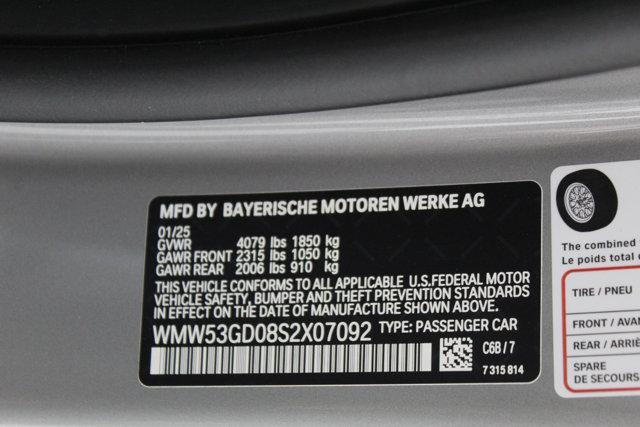 MFD BY BAYERISCHE MOTOREN WERKE AG
01/25
GVWR 4079 lbs 1850 kg
GAWR FRONT 2315 lbs 1050 kg
GAWR REAR 2006 lbs 910 kg
THIS VEHICLE CONFORMS TO ALL APPLICABLE U.S.FEDERAL MOTOR
VEHICLE SAFETY, BUMPER AND THEFT PREVENTION STANDARDS
IN EFFECT ON THE DATE OF MANUFACTURE SHOWN ABOVE.
WMW53GD08S2X07092 TYPE: PASSENGER CAR
C6B / 7
7 315 814
The combined
Le poids total
TIRE / PNEU
FRONT / AVAN
REAR / ARRIÈ
SPARE
DE SECOURS